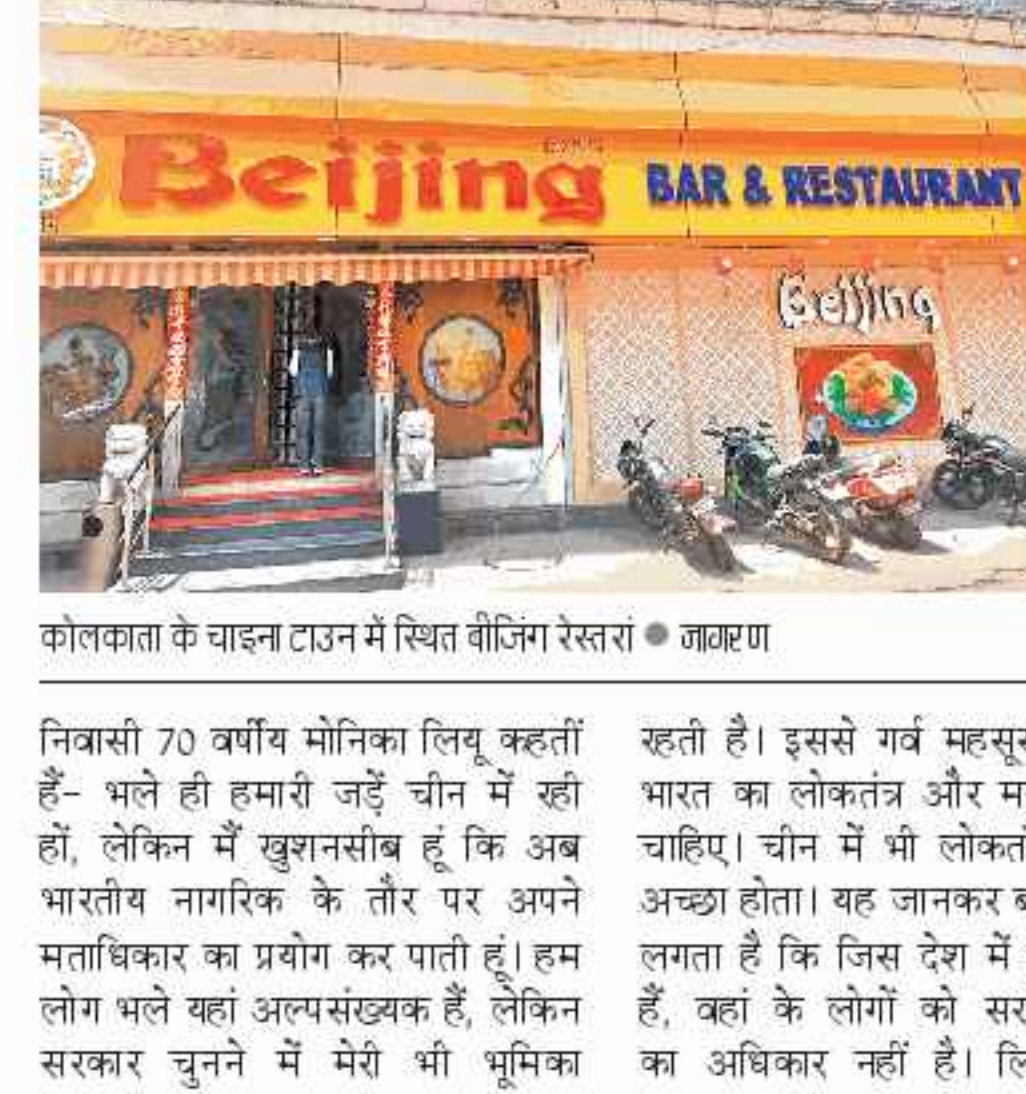 Beijing BAR & RESTAURANT
Beijing
कोलकाता के चाइना टाउन में स्थित बीजिंग रेस्तरां ● जागरण
निवासी 70 वर्षीय मोनिका लियू कहतीं
हैं- भले ही हमारी जड़ें चीन में रही
हों, लेकिन मैं खुशनसीब हूं कि अब
भारतीय नागरिक के तौर पर अपने
मताधिकार का प्रयोग कर पाती हूं। हम
लोग भले यहां अल्पसंख्यक हैं, लेकिन
सरकार चुनने में मेरी भी भूमिका
रहती है। इससे गर्व महसूस
भारत का लोकतंत्र और
चाहिए। चीन में भी
अच्छा होता। यह जानकर
लगता है कि जिस देश में
हैं, वहां के लोगों को
का अधिकार नहीं है।